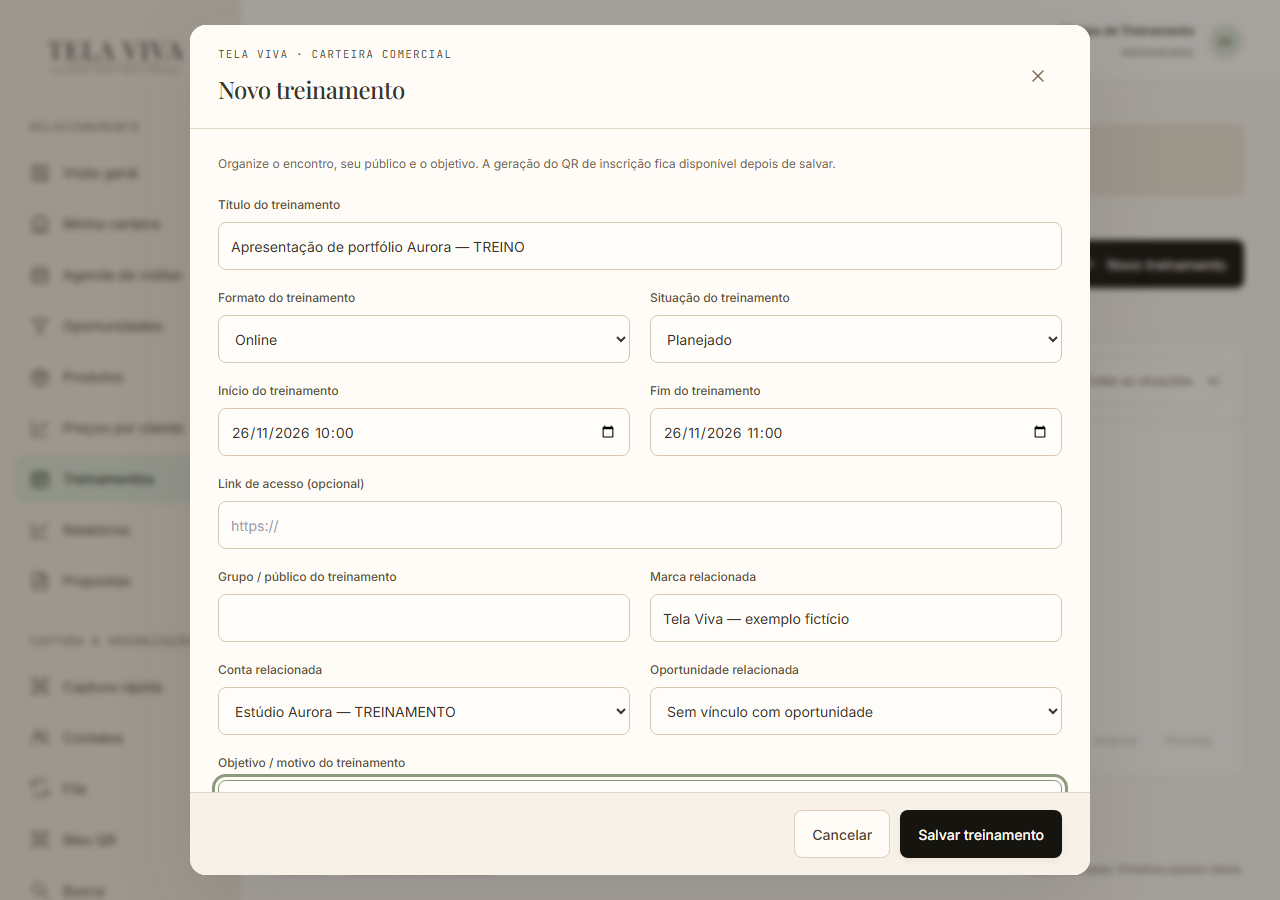 TELA VIVA · CARTEIRA COMERCIAL
Novo treinamento
Organize o encontro, seu público e o objetivo. A geração do QR de inscrição fica disponível depois de salvar.
Título do treinamento
Apresentação de portfólio Aurora — TREINO
Formato do treinamento
Situação do treinamento
Online
Planejado
Início do treinamento
Fim do treinamento
26/11/2026 10:00
26/11/2026 11:00
Link de acesso (opcional)
https://
Grupo / público do treinamento
Marca relacionada
Tela Viva — exemplo fictício
Conta relacionada
Oportunidade relacionada
Estúdio Aurora — TREINAMENTO
Sem vínculo com oportunidade
Objetivo / motivo do treinamento
Cancelar
Salvar treinamento
TELA VIVA
Visão geral
Minha carteira
Agenda de visitas
Oportunidades
Produtos
Preços por cliente
Treinamentos
Relatórios
Propostas
Captura rápida
Contatos
Fila
Meu QR
Busca
Novo treinamento